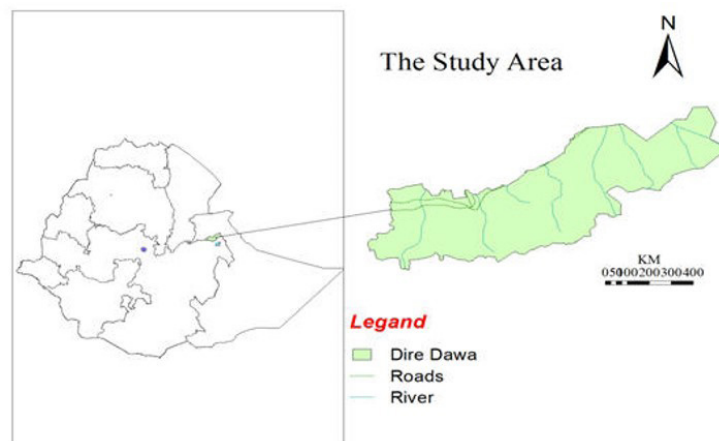 N
The Study Area
KM
050100200300400
Legand
Dire Dawa
Roads
River